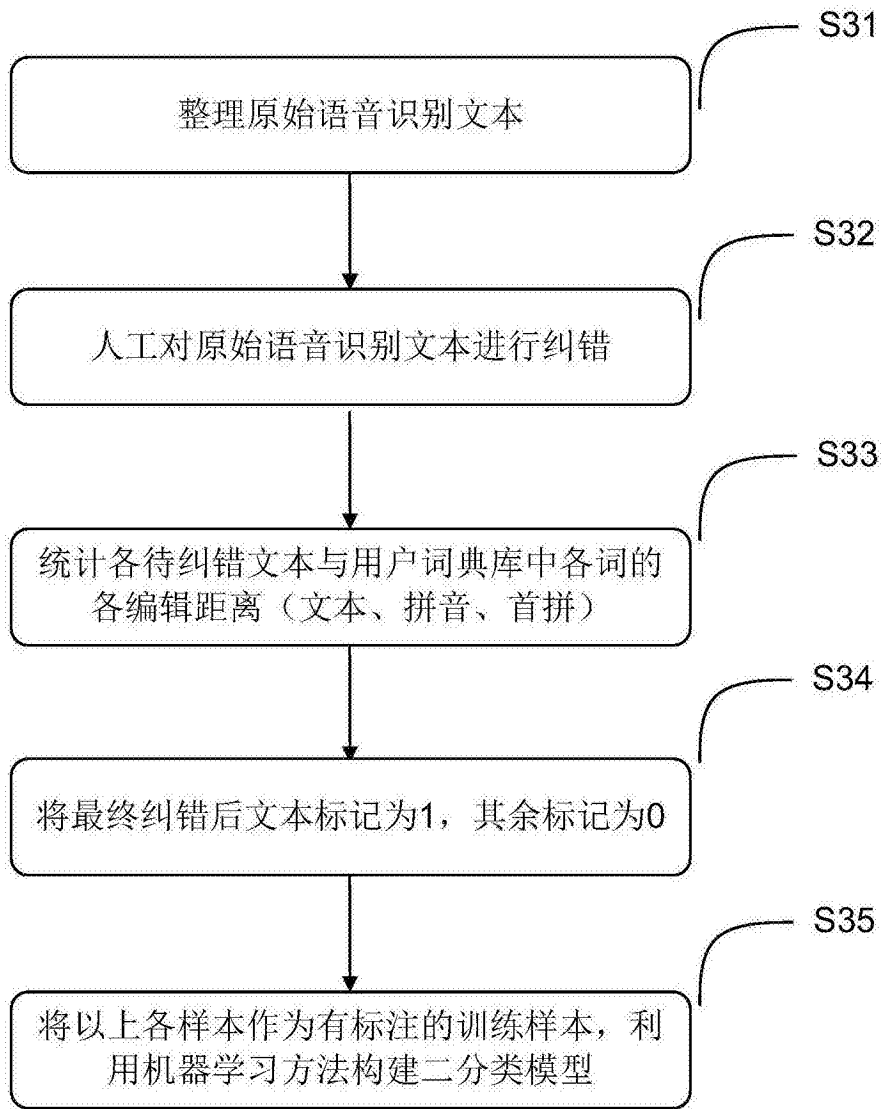 S31
整理原始语音识别文本
S32
人工对原始语音识别文本进行纠错
S33
统计各待纠错文本与用户词典库中各词的
各编辑距离（文本、拼音、首拼）
S34
将最终纠错后文本标记为1，其余标记为0
S35
将以上各样本作为有标注的训练样本，利
用机器学习方法构建二分类模型